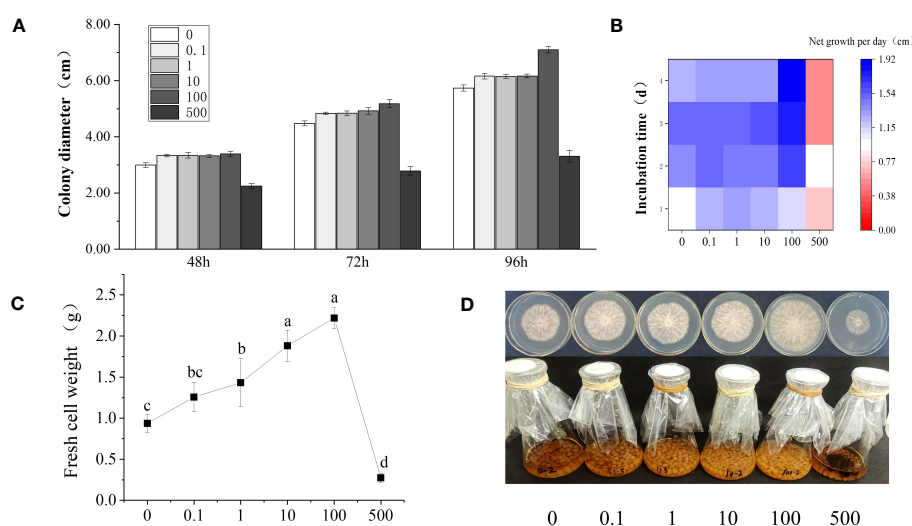 A
8.00
6.00
4.00
2.00
0.00
Colony diameter（cm）
0
0.1
1
10
100
500
48h
72h
96h
B
Net growth per day（cm）
Incubation time（d）
4
3
2
1
0
0.1
1
10
100
500
1.92
1.54
1.15
0.77
0.38
0.00
C
Fresh cell weight（g）
2.5
2.0
1.5
1.0
0.5
0.0
c
bc
b
a
a
d
0
0.1
1
10
100
500
D
0
0.1
1
10
100
500